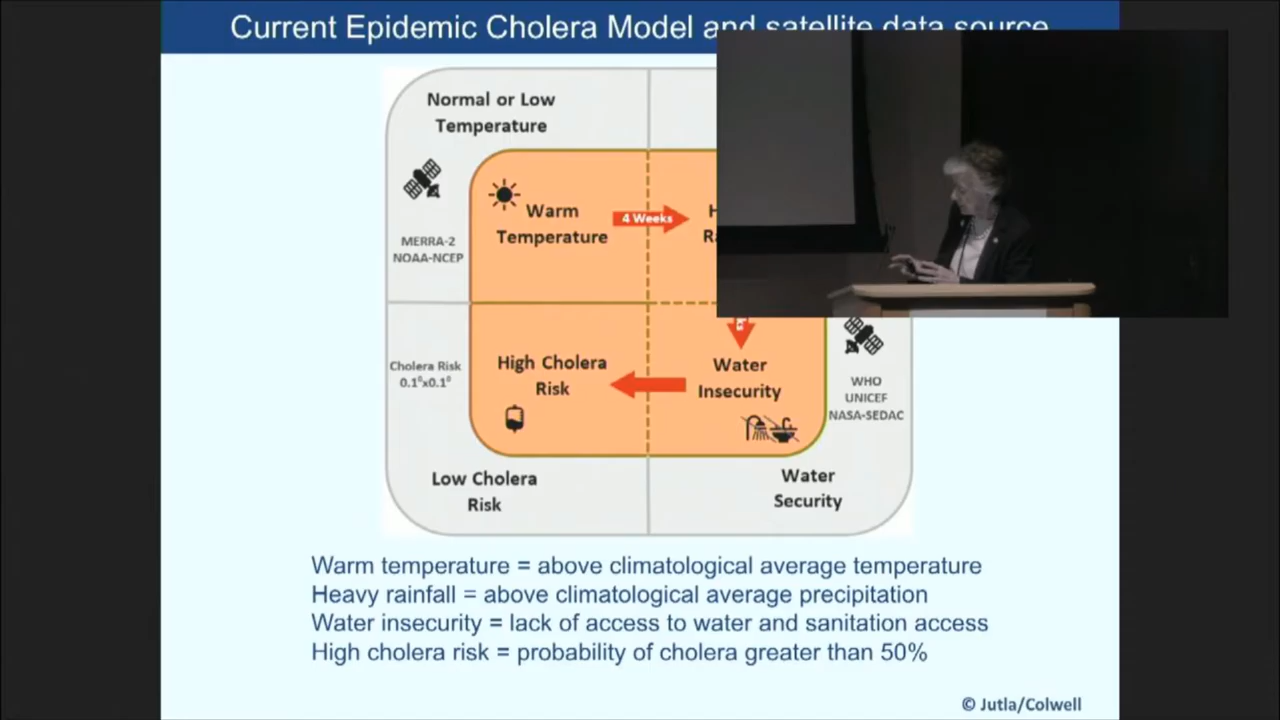 Current Epidemic Cholera Model and satellite data source
Normal or Low
Temperature
MERRA-2
NOAA-NCEP
Warm
Temperature
4 Weeks
Cholera Risk
0.1⁰x0.1⁰
High Cholera
Risk
Water
Insecurity
WHO
UNICEF
NASA-SEDAC
Low Cholera
Risk
Water
Security
Warm temperature = above climatological average temperature
Heavy rainfall = above climatological average precipitation
Water insecurity = lack of access to water and sanitation access
High cholera risk = probability of cholera greater than 50%
© Jutla/Colwell